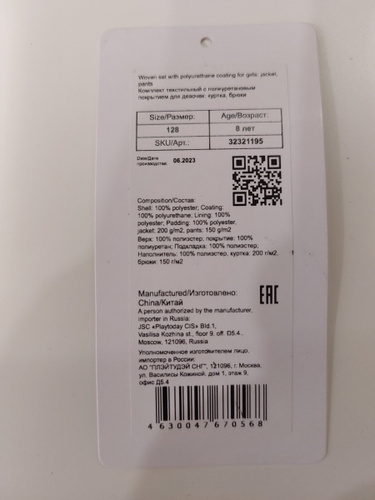 Woven set with polyurethane coating for girls: jacket,
pants
Комплект текстильный с полиуретановым
покрытием для девочек: куртка, брюки
Size/Размер: Age/Возраст:
128 8 лет
SKU/Арт.: 32321195
Date/Дата
производства: 06.2023
Composition/Состав:
Shell: 100% polyester; Coating:
100% polyurethane; Lining: 100%
polyester; Padding: 100% polyester,
jacket: 200 g/m2, pants: 150 g/m2
Верх: 100% полиэстер; покрытие: 100%
полиуретан; Подкладка: 100% полиэстер,
Наполнитель: 100% полиэстер, куртка: 200 г/м2,
брюки: 150 г/м2
Manufactured/Изготовлено:
China/Китай
EAC
A person authorized by the manufacturer,
importer in Russia:
JSC «Playtoday CIS» Bld.1,
Vasilisa Kozhina st., floor 9. off. D5.4.,
Moscow, 121096, Russia
Уполномоченное изготовителем лицо,
импортер в России:
АО "ПЛЭЙТУДЭЙ СНГ", 121096, г. Москва,
ул. Василисы Кожиной, дом 1, этаж 9,
офис Д5.4
4630047670568